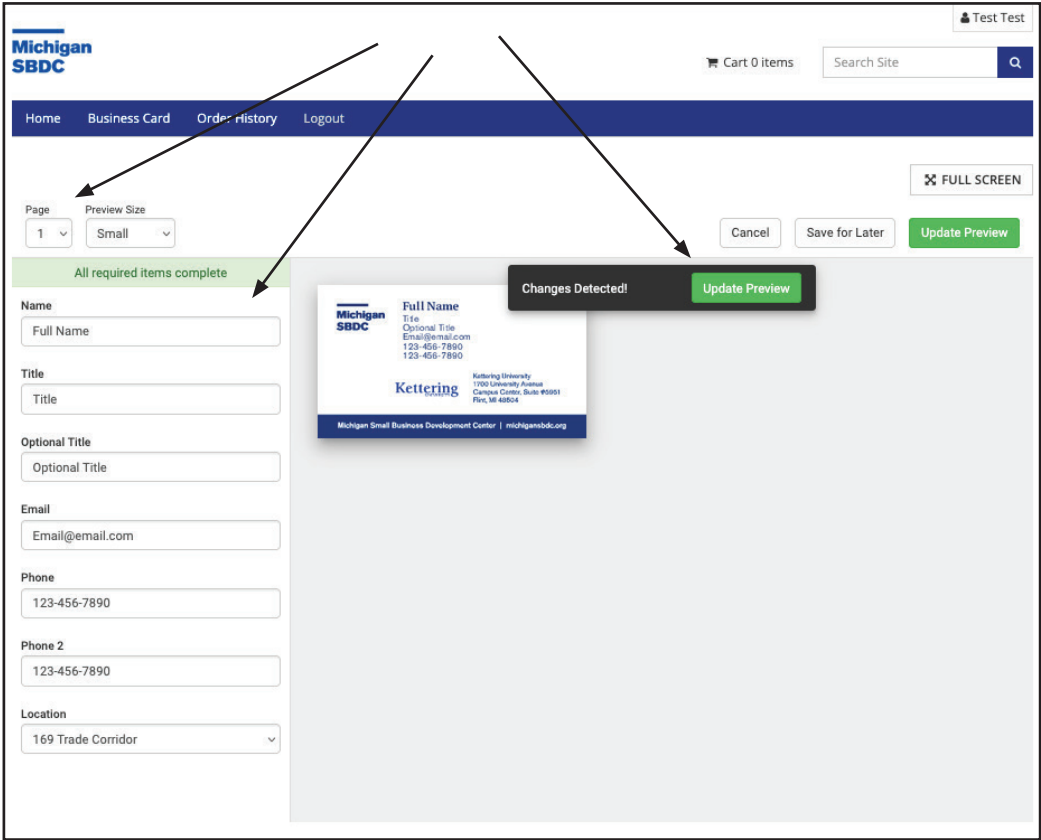 Test Test
Michigan
SBDC
Cart 0 items
Search Site
Home Business Card Order History Logout
FULL SCREEN
Page Preview Size
1 Small
Cancel Save for Later Update Preview
All required items complete
Changes Detected! Update Preview
Name
Full Name
Title
Title
Optional Title
Optional Title
Email
Email@email.com
Phone
123-456-7890
Phone 2
123-456-7890
Location
169 Trade Corridor
Michigan
SBDC
Full Name
Title
Optional Title
Email@email.com
123-456-7890
123-456-7890
Kettering
Kettering University
1700 University Avenue
Campus Center, Suite #5951
Flint, MI 48504
Michigan Small Business Development Center | michigansbdc.org